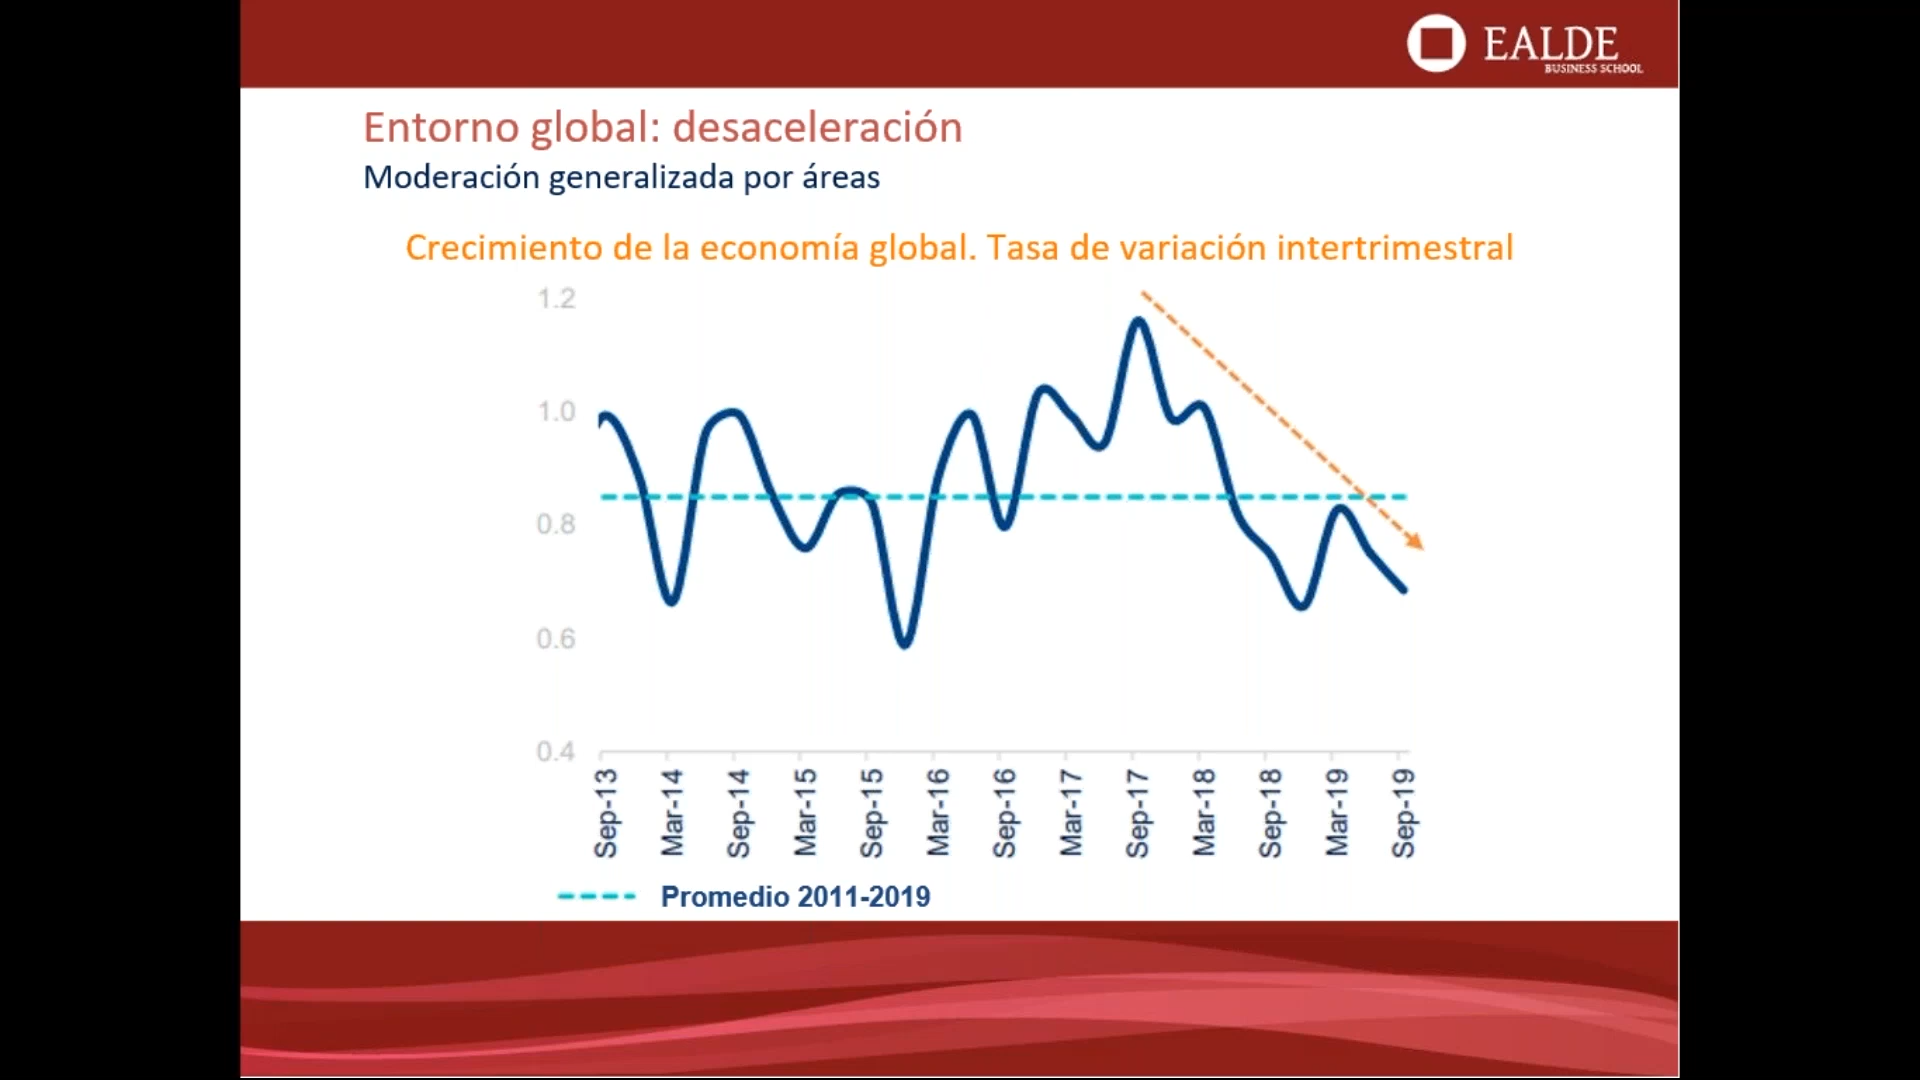 EALDE
BUSINESS SCHOOL
Entorno global: desaceleración
Moderación generalizada por áreas
Crecimiento de la economía global. Tasa de variación intertrimestral
1.2
1.0
0.8
0.6
0.4
Sep-13
Mar-14
Sep-14
Mar-15
Sep-15
Mar-16
Sep-16
Mar-17
Sep-17
Mar-18
Sep-18
Mar-19
Sep-19
Promedio 2011-2019